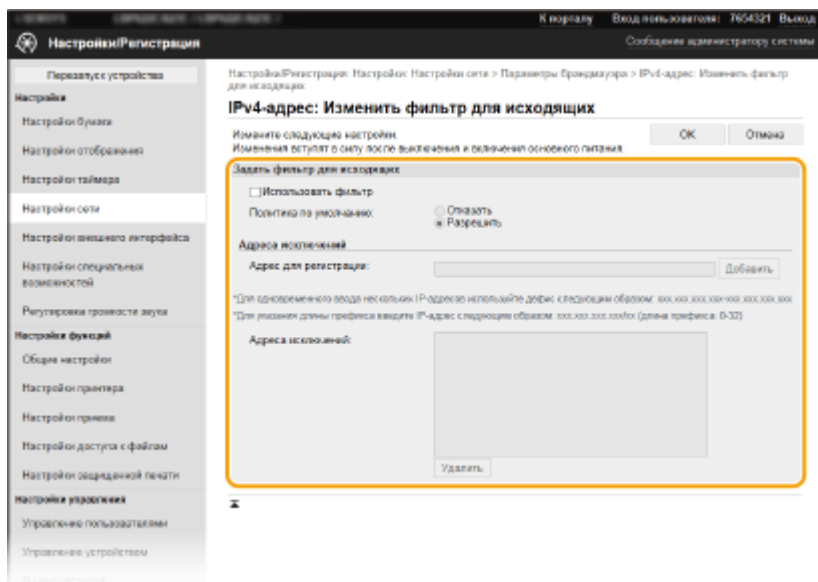 К порталу Вход пользователя: 7654321 Выход
Настройки/Регистрация
Сообщение администратору системы
Перезапуск устройства
Настройки
Настройки бумаги
Настройки отображения
Настройки таймера
Настройки сети
Настройки внешнего интерфейса
Настройки специальных
возможностей
Регулировка громкости звука
Настройки функций
Общие настройки
Настройки принтера
Настройки приема
Настройки доступа к файлам
Настройки защищенной печати
Настройки управления
Управление пользователями
Управление устройством
Настройки/Регистрация: Настройки: Настройки сети > Параметры брандмауэра > IPv4-адрес: Изменить фильтр
для исходящих
IPv4-адрес: Изменить фильтр для исходящих
Измените следующие настройки.
Изменения вступят в силу после выключения и включения основного питания.
OK Отмена
Задать фильтр для исходящих
Использовать фильтр
Политика по умолчанию:
Отказать
Разрешить
Адреса исключений
Адрес для регистрации:
Добавить
*Для одновременного ввода нескольких IP-адресов используйте дефис следующим образом: xxx.xxx.xxx.xxx-xxx.xxx.xxx.xxx
*Для указания длины префикса введите IP-адрес следующим образом: xxx.xxx.xxx.xxx/xx (длина префикса: 0-32)
Адреса исключений:
Удалить